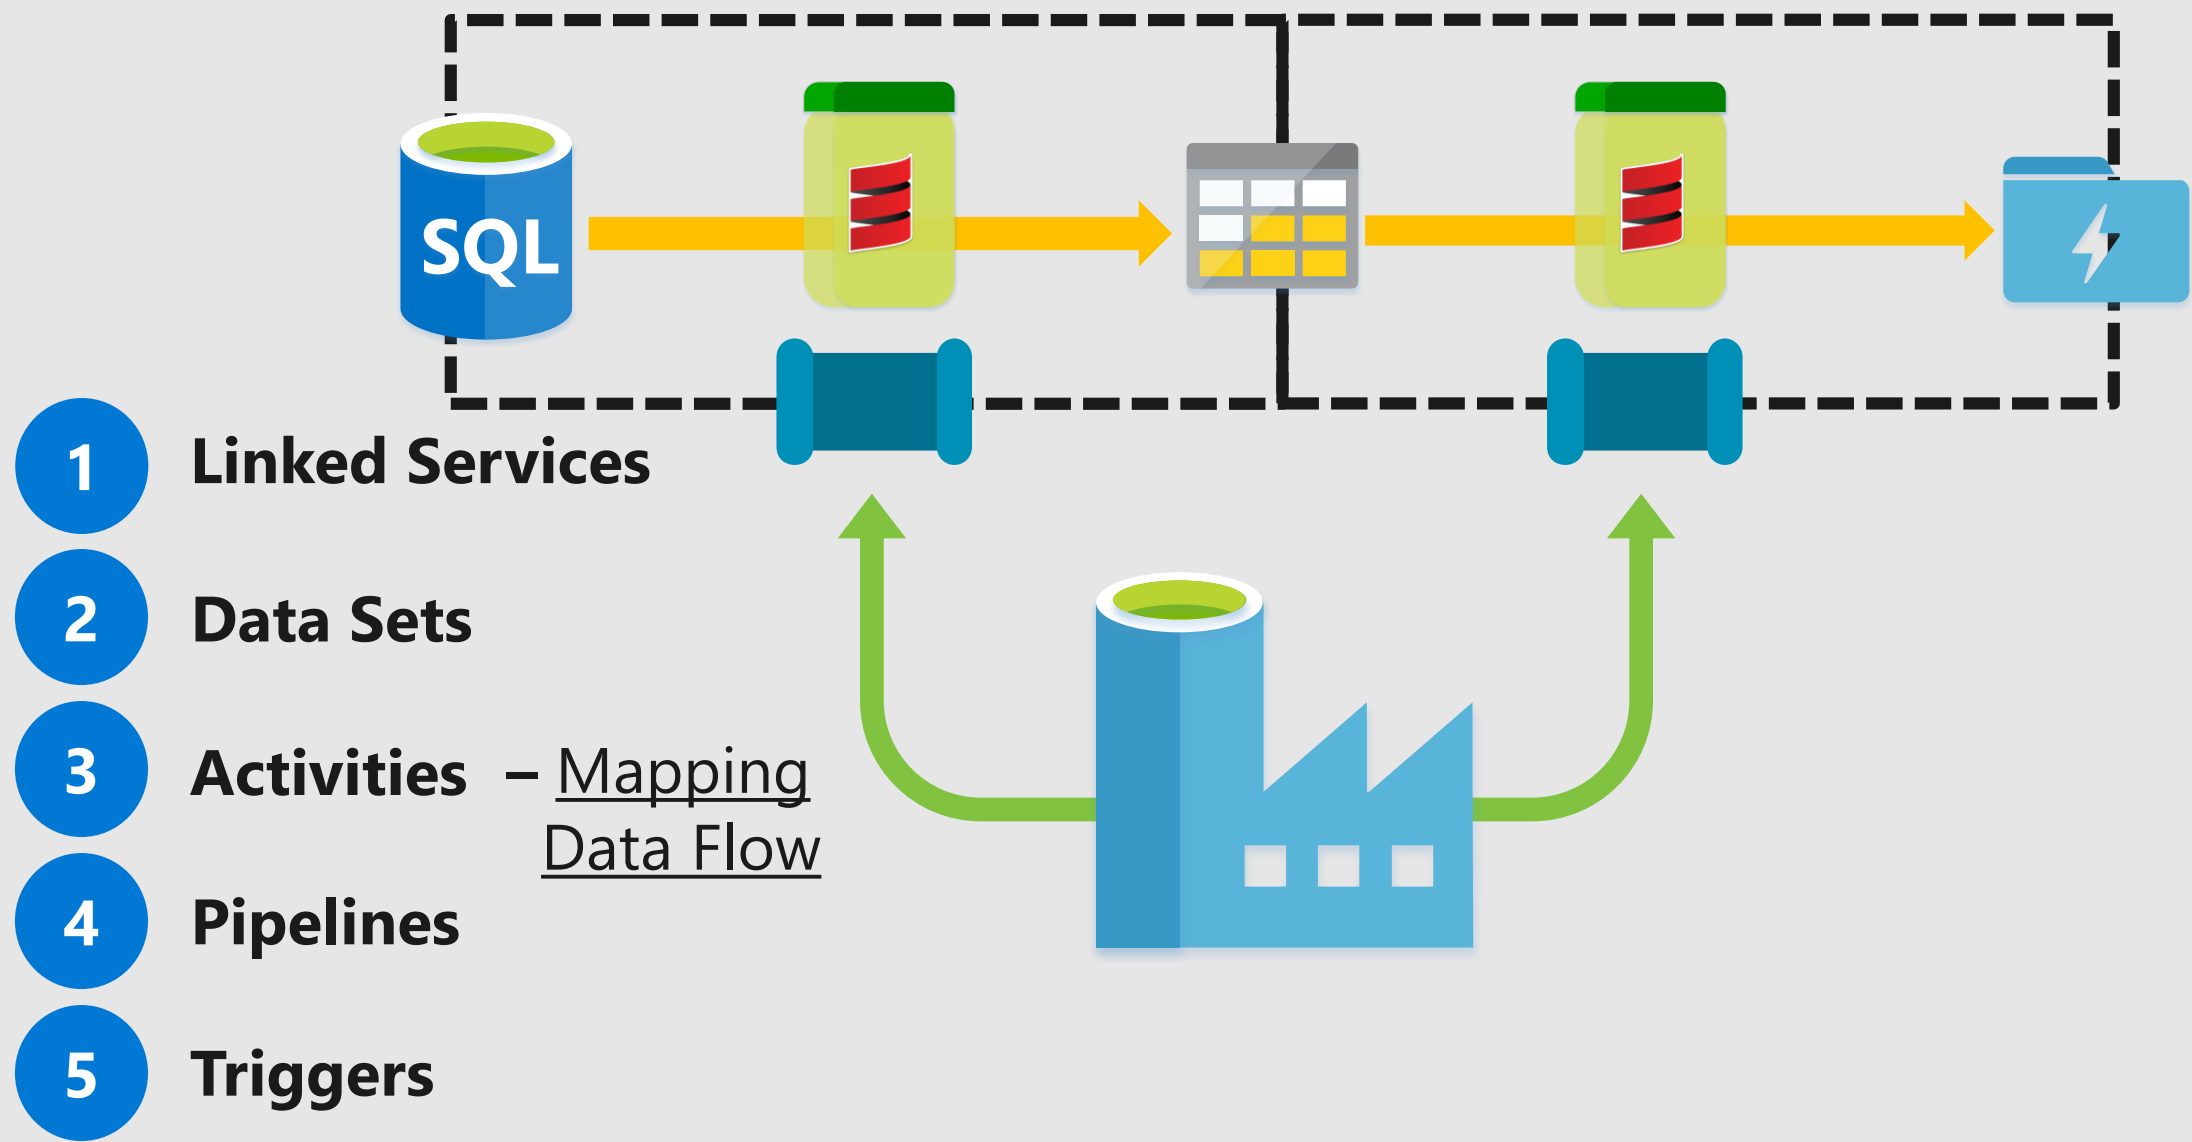 SQL
1 Linked Services
2 Data Sets
3 Activities – Mapping
Data Flow
4 Pipelines
5 Triggers